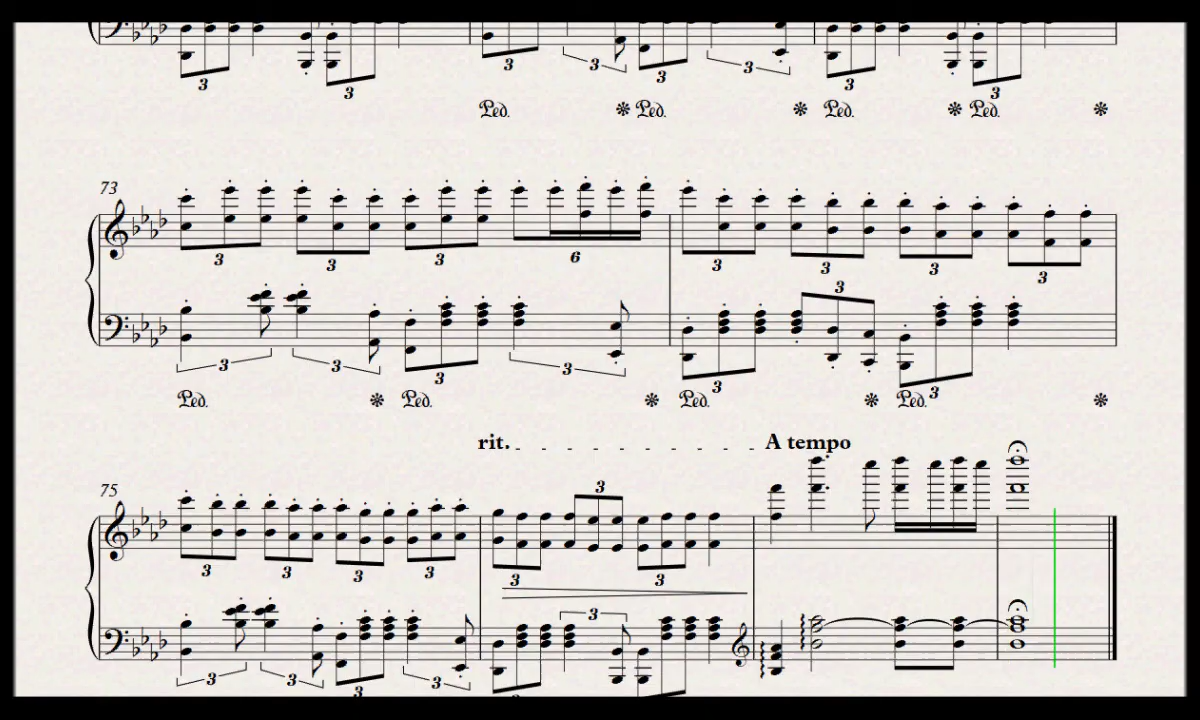 3 3 3 3 3 3
Ped. Ped. Ped. Ped.
73
3 3 3 6 3 3 3 3
3 3 3 3 3 3 3
Ped. Ped. Ped. Ped.
rit. A tempo
75
3 3 3 3 3 3 3
3 3 3 3 3